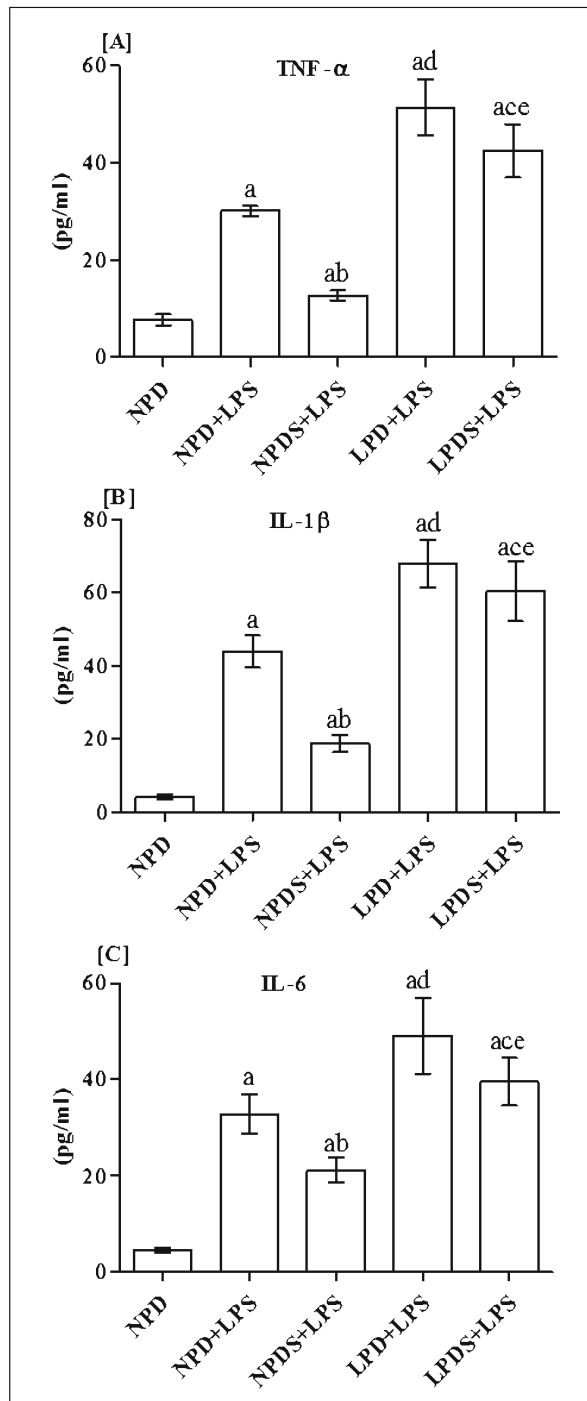 [A]
TNF-α
60
40
20
0
(pg/ml)
a
ab
ad
ace
NPD
NPD+LPS
NPDS+LPS
LPD+LPS
LPDS+LPS
[B]
IL-1β
80
60
40
20
0
(pg/ml)
a
ab
ad
ace
NPD
NPD+LPS
NPDS+LPS
LPD+LPS
LPDS+LPS
[C]
IL-6
60
40
20
0
(pg/ml)
a
ab
ad
ace
NPD
NPD+LPS
NPDS+LPS
LPD+LPS
LPDS+LPS